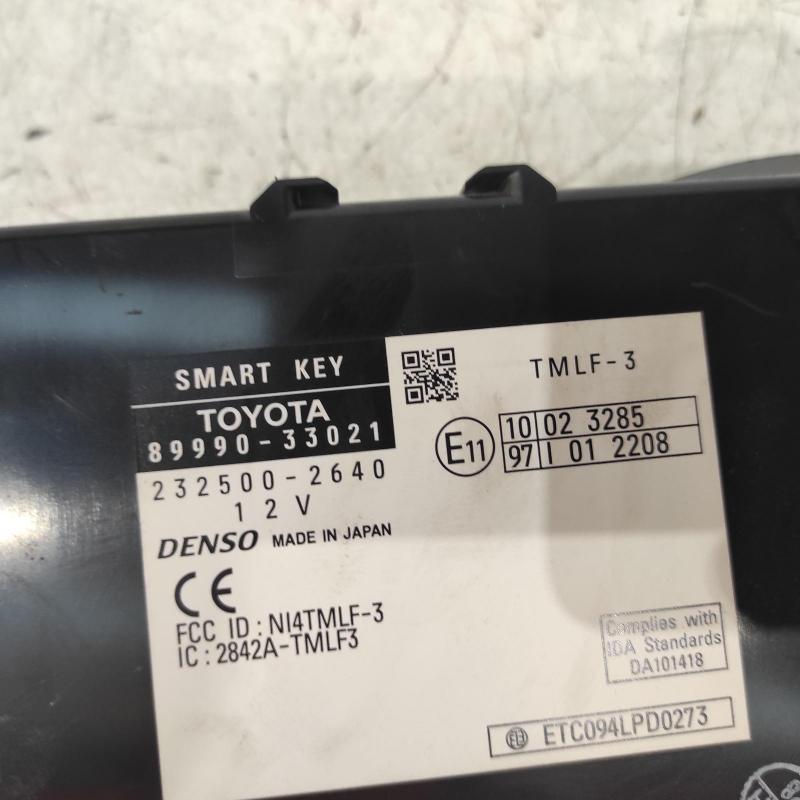 SMART KEY
TOYOTA
89990-33021
232500-2640
12V
DENSO MADE IN JAPAN
CE
FCC ID : NI4TMLF-3
IC : 2842A-TMLF3
TMLF-3
E11
10 02 3285
97 I 01 2208
Complies with
IDA Standards
DA101418
ETC094LPD0273